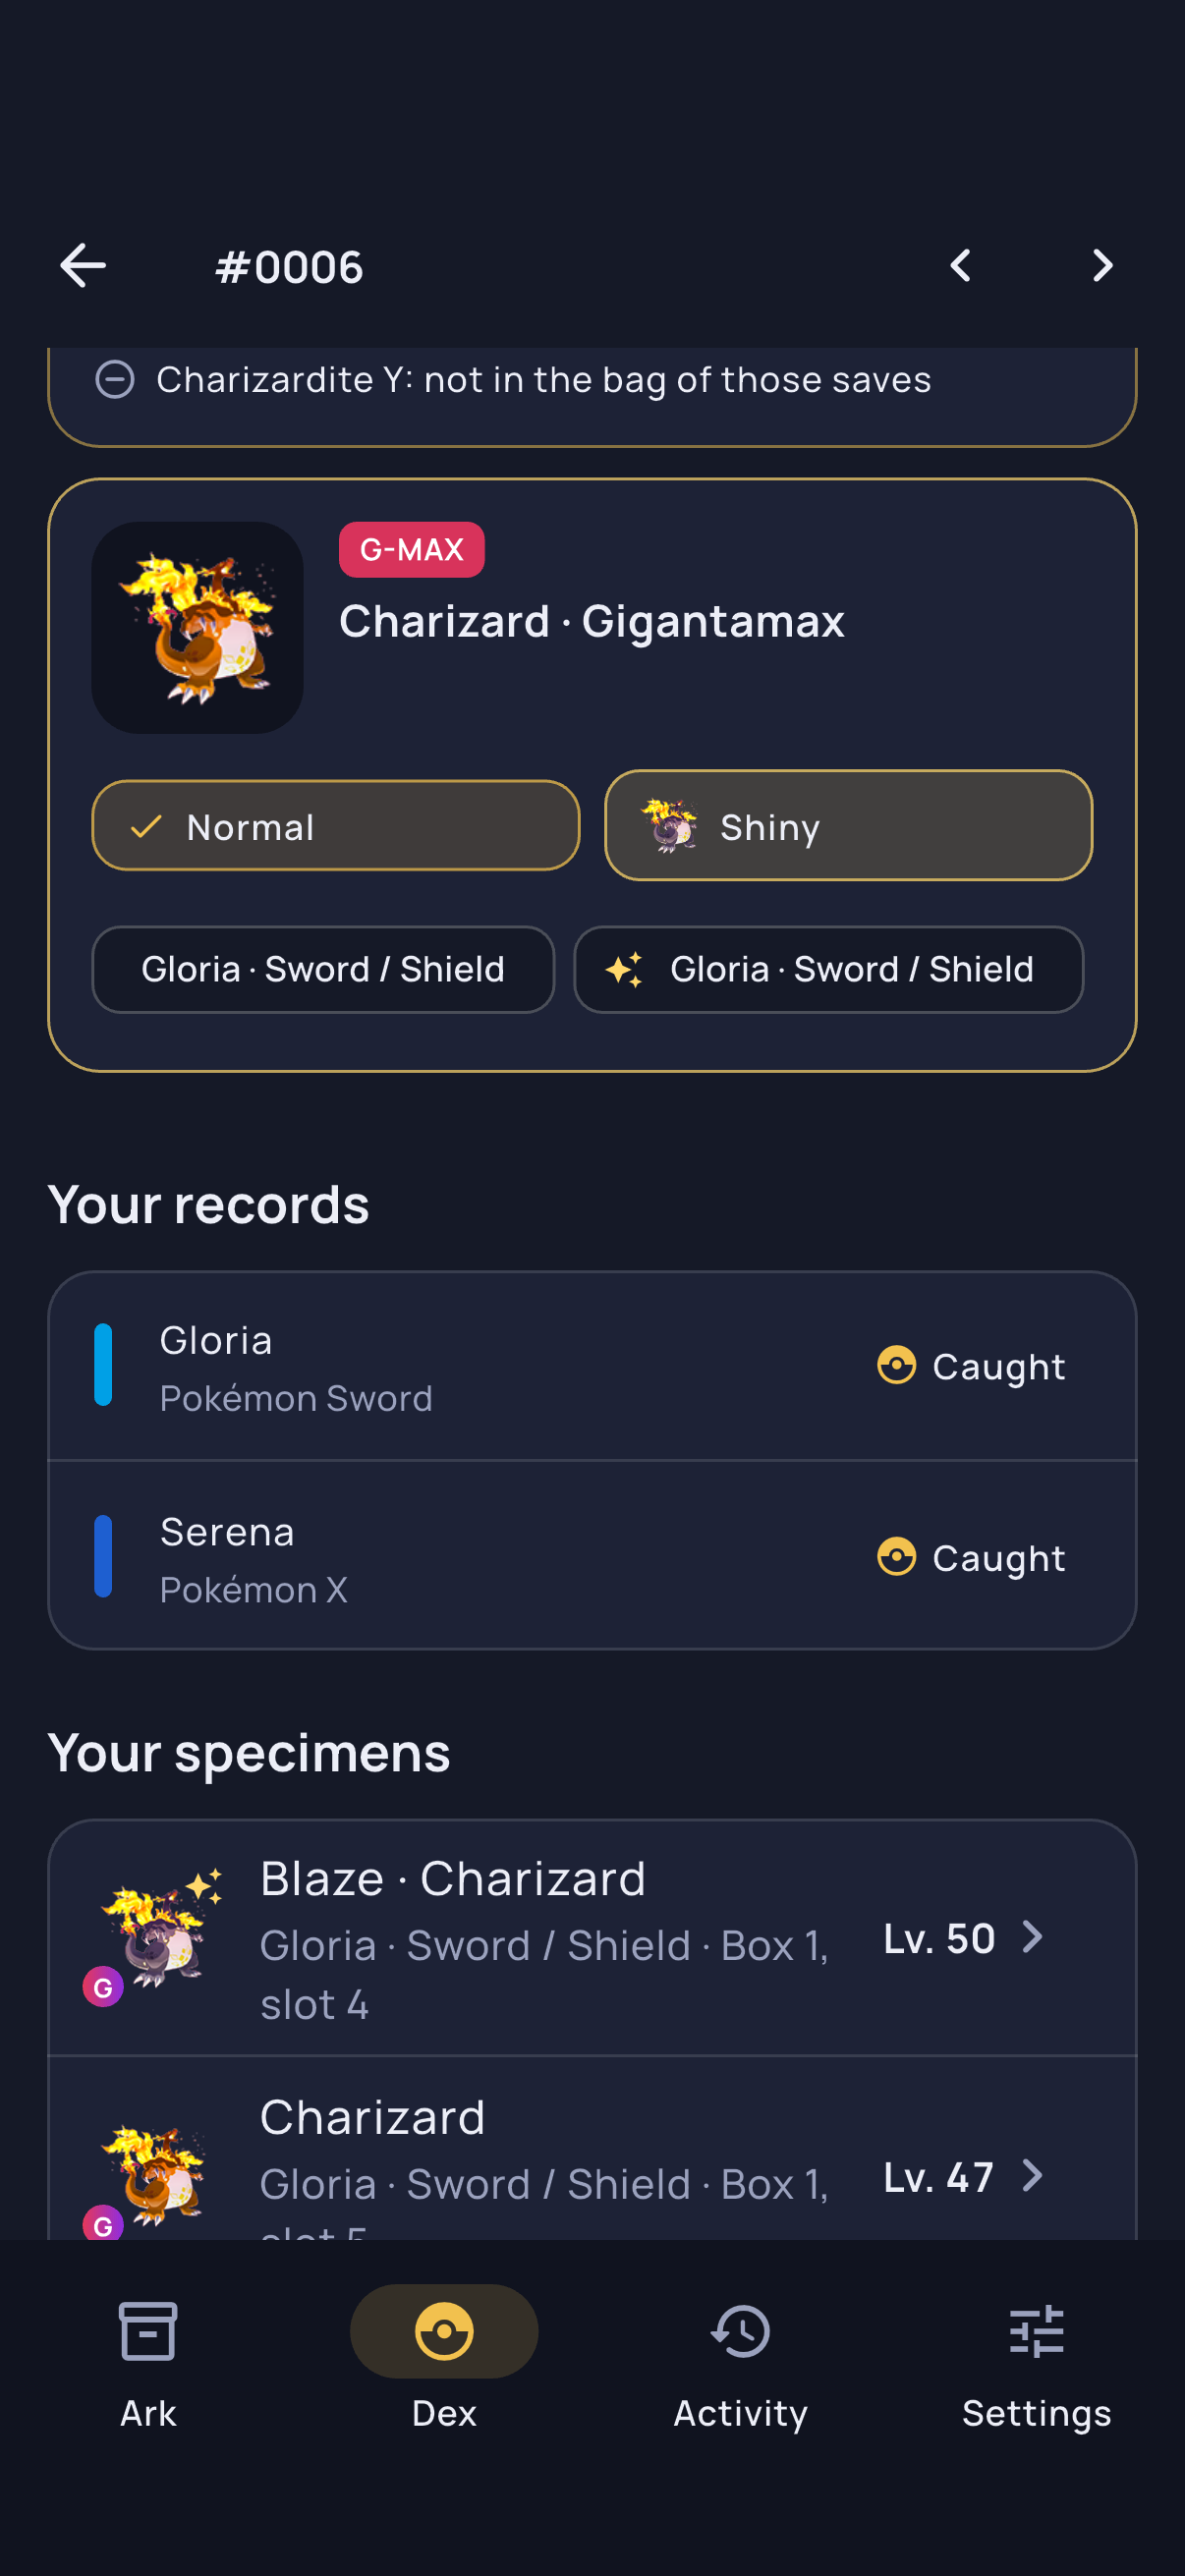 #0006
Charizardite Y: not in the bag of those saves
G-MAX
Charizard · Gigantamax
Normal
Shiny
Gloria · Sword / Shield
Gloria · Sword / Shield
Your records
Gloria
Pokémon Sword
Caught
Serena
Pokémon X
Caught
Your specimens
Blaze · Charizard
Gloria · Sword / Shield · Box 1,
slot 4
Lv. 50
G
Charizard
Gloria · Sword / Shield · Box 1,
slot 5
Lv. 47
G
Ark
Dex
Activity
Settings